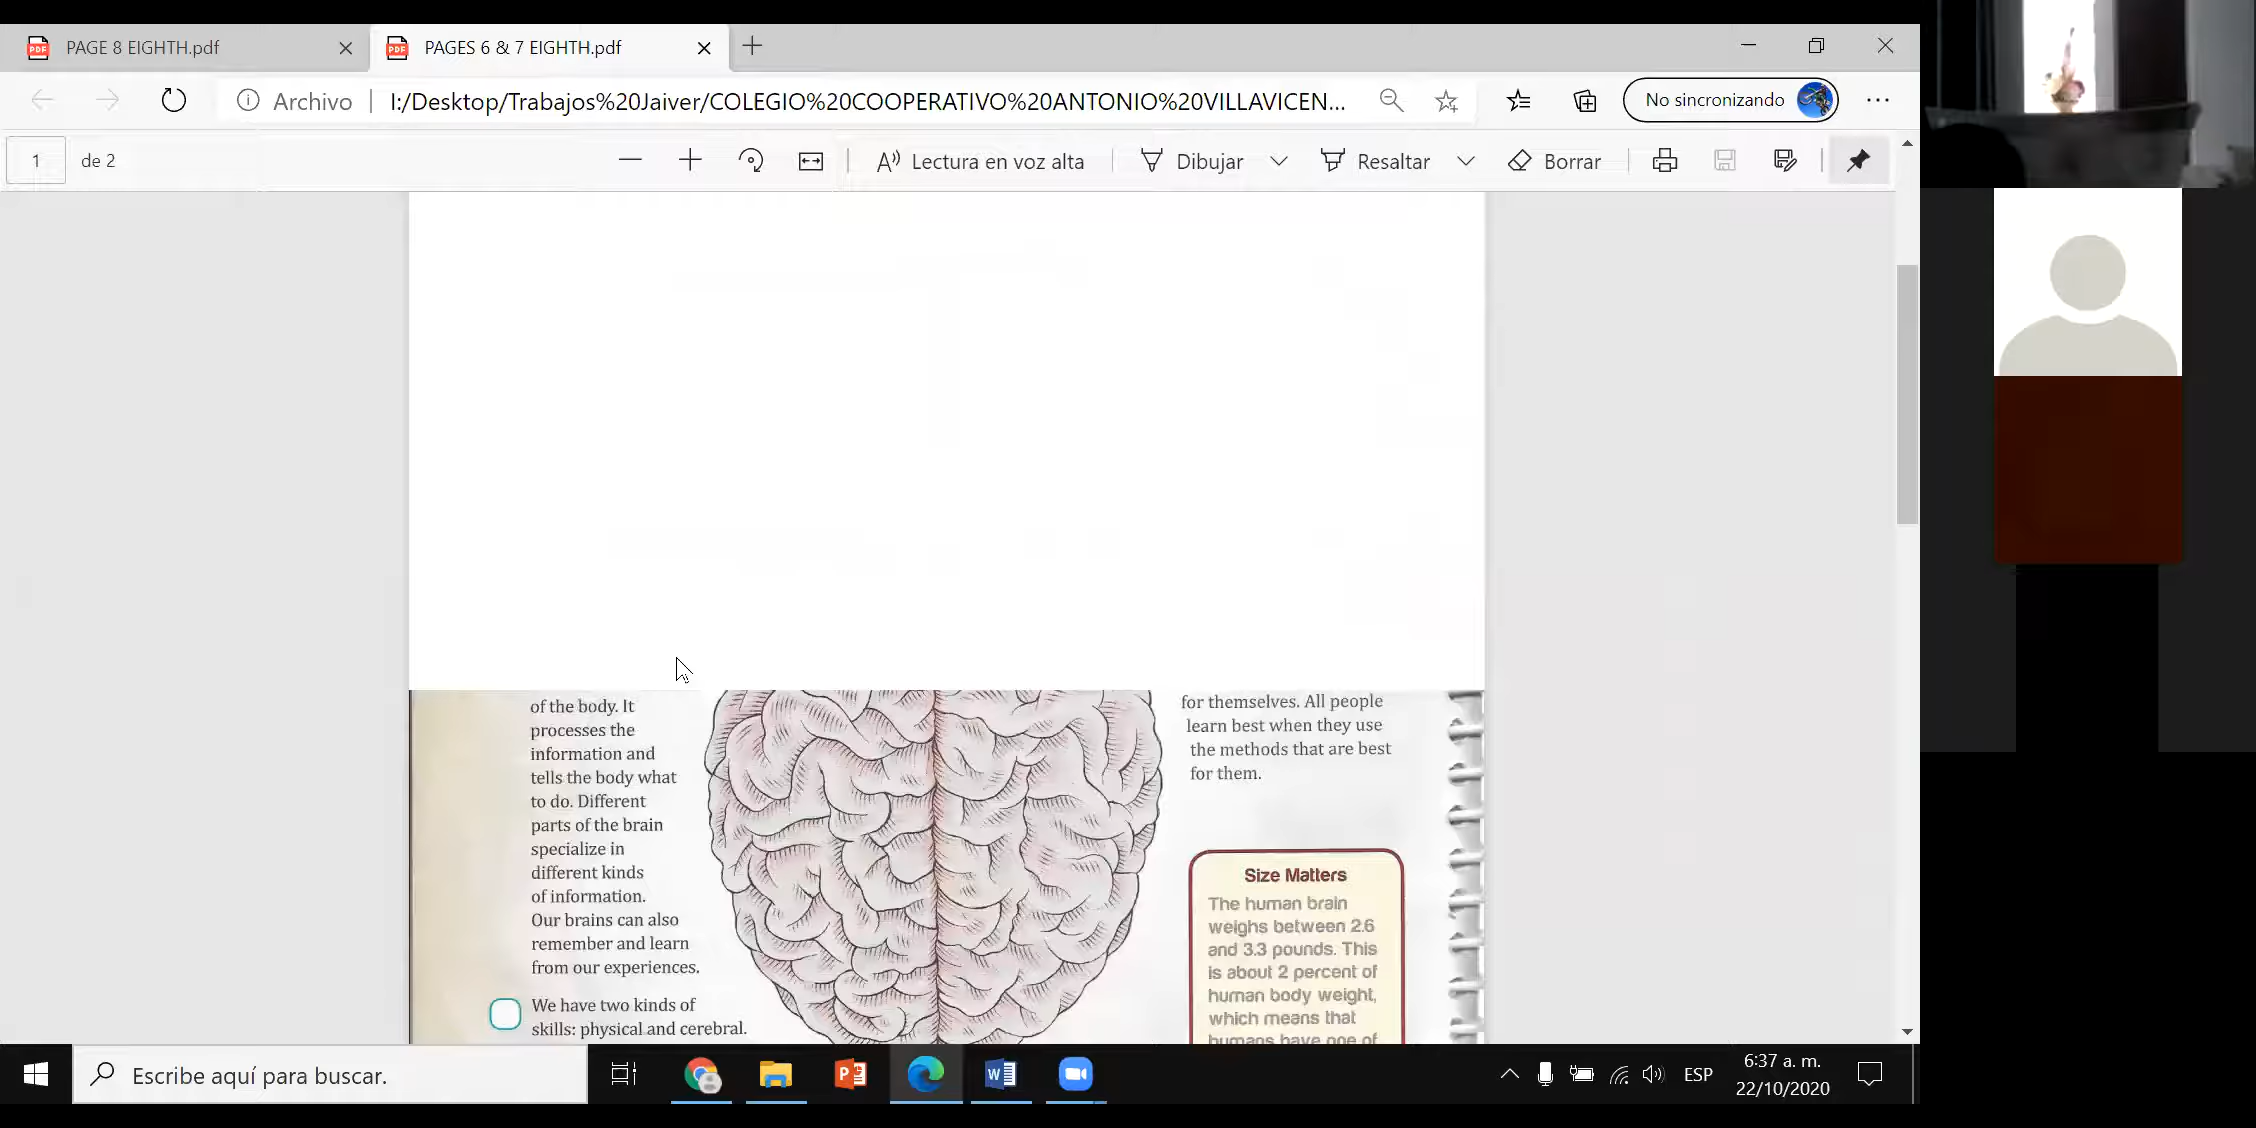 PAGE 8 EIGHTH.pdf
PAGES 6 & 7 EIGHTH.pdf
Archivo
I:/Desktop/Trabajos%20Jaiver/COLEGIO%20COOPERATIVO%20ANTONIO%20VILLAVICEN...
No sincronizando
1 de 2
Lectura en voz alta
Dibujar
Resaltar
Borrar
of the body. It
processes the
information and
tells the body what
to do. Different
parts of the brain
specialize in
different kinds
of information.
Our brains can also
remember and learn
from our experiences.
We have two kinds of
skills: physical and cerebral.
for themselves. All people
learn best when they use
the methods that are best
for them.
Size Matters
The human brain
weighs between 2.6
and 3.3 pounds. This
is about 2 percent of
human body weight,
which means that
humans have one of
Escribe aquí para buscar.
ESP
6:37 a. m.
22/10/2020